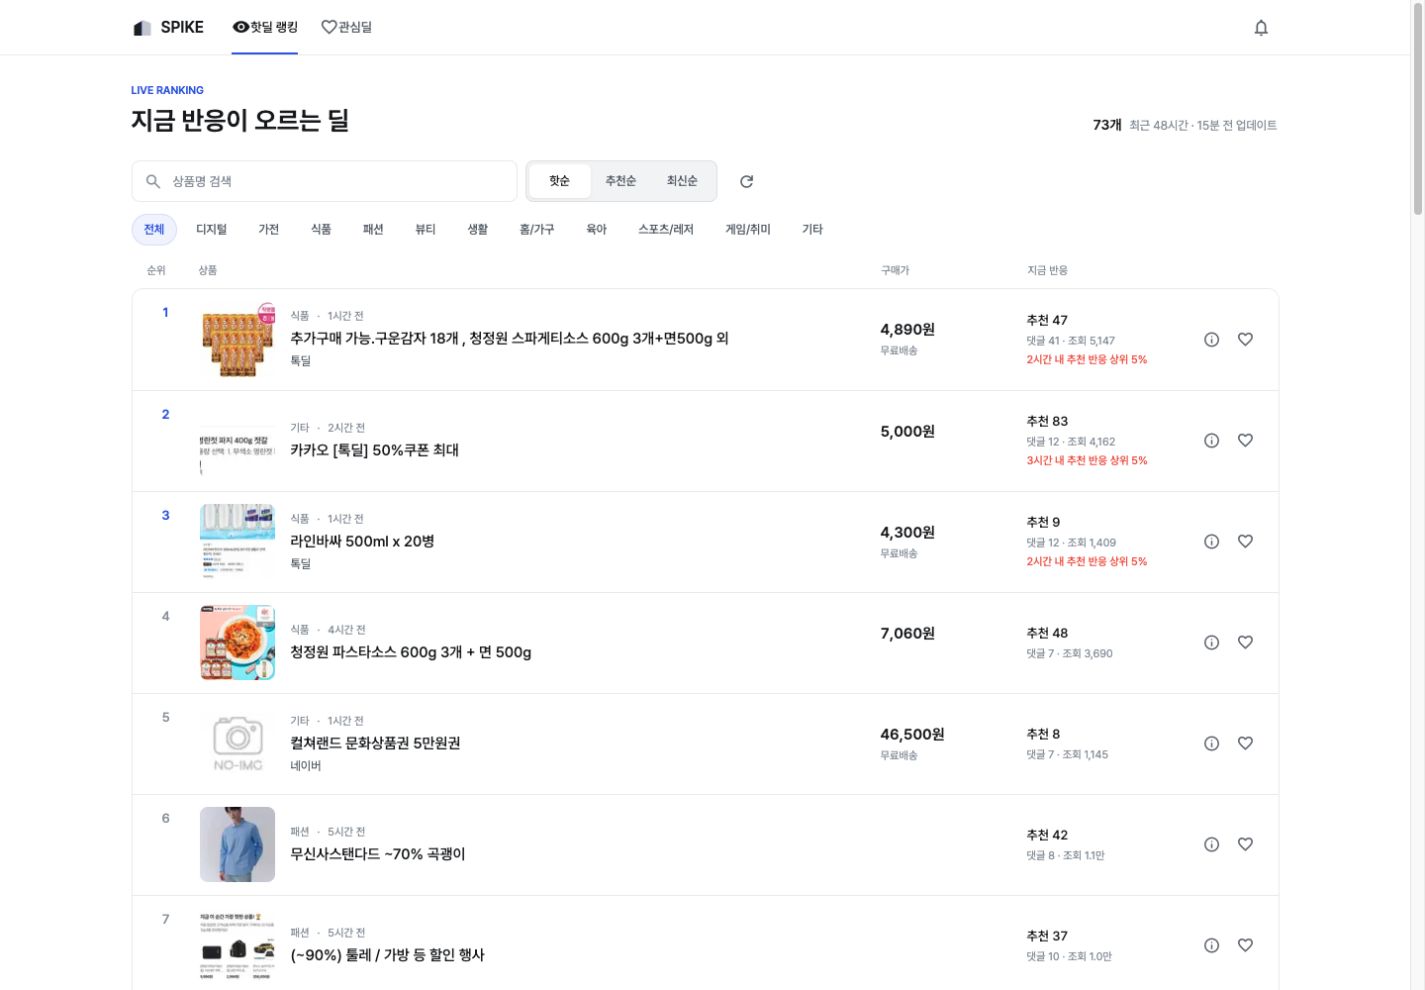 SPIKE
핫딜 랭킹
관심딜
LIVE RANKING
지금 반응이 오르는 딜
73개 최근 48시간 · 15분 전 업데이트
상품명 검색
핫순
추천순
최신순
전체
디지털
가전
식품
패션
뷰티
생활
홈/가구
육아
스포츠/레저
게임/취미
기타
순위
상품
구매가
지금 반응
1
식품 · 1시간 전
추가구매 가능.구운감자 18개 , 청정원 스파게티소스 600g 3개+면500g 외
톡딜
4,890원
무료배송
추천 47
댓글 41 · 조회 5,147
2시간 내 추천 반응 상위 5%
2
명란젓 파지 400g 젓갈
기타 · 2시간 전
카카오 [톡딜] 50%쿠폰 최대
5,000원
추천 83
댓글 12 · 조회 4,162
3시간 내 추천 반응 상위 5%
3
식품 · 1시간 전
라인바싸 500ml x 20병
톡딜
4,300원
무료배송
추천 9
댓글 12 · 조회 1,409
2시간 내 추천 반응 상위 5%
4
식품 · 4시간 전
청정원 파스타소스 600g 3개 + 면 500g
7,060원
추천 48
댓글 7 · 조회 3,690
5
NO-IMG
기타 · 1시간 전
컬쳐랜드 문화상품권 5만원권
네이버
46,500원
무료배송
추천 8
댓글 7 · 조회 1,145
6
패션 · 5시간 전
무신사스탠다드 ~70% 곡괭이
추천 42
댓글 8 · 조회 1.1만
7
지금 이 순간 가장 핫한 상품!
패션 · 5시간 전
(~90%) 톨레 / 가방 등 할인 행사
추천 37
댓글 10 · 조회 1.0만